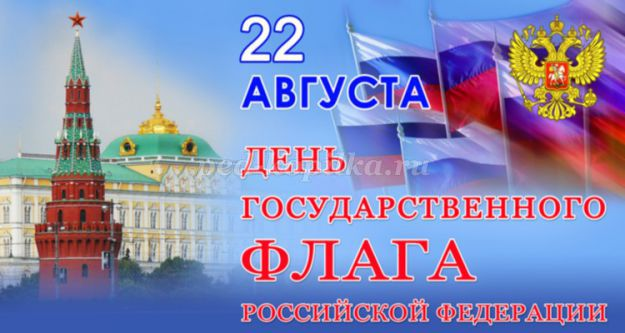 22
АВГУСТА
ДЕНЬ
ГОСУДАРСТВЕННОГО
ФЛАГА
РОССИЙСКОЙ ФЕДЕРАЦИИ